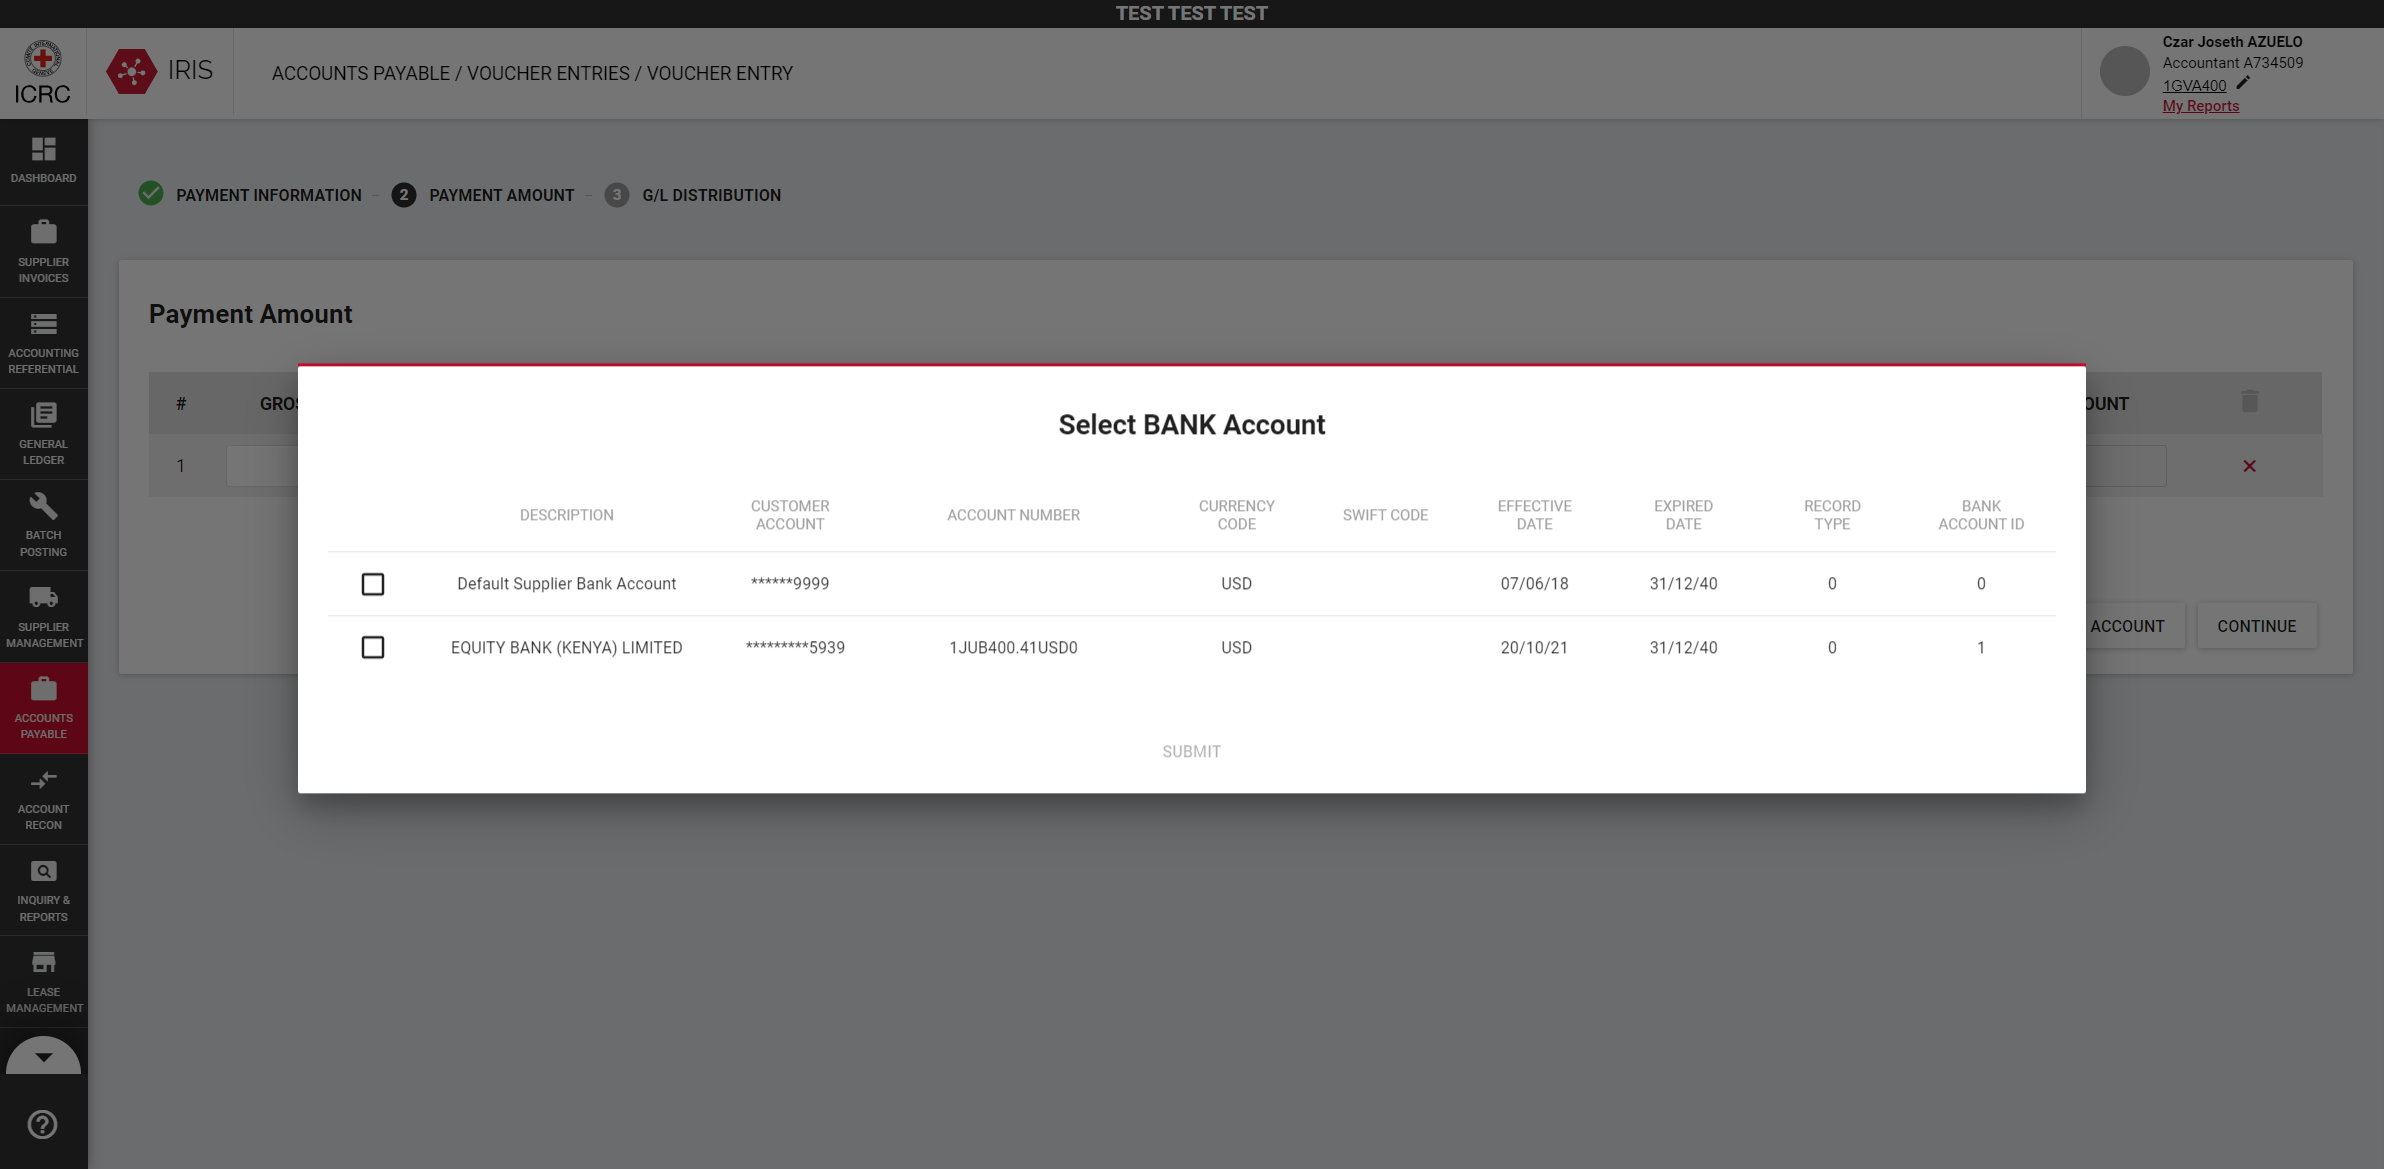 TEST TEST TEST
ICRC
IRIS
ACCOUNTS PAYABLE / VOUCHER ENTRIES / VOUCHER ENTRY
Czar Joseth AZUELO
Accountant A734509
1GVA400
My Reports
DASHBOARD
SUPPLIER
INVOICES
ACCOUNTING
REFERENTIAL
GENERAL
LEDGER
BATCH
POSTING
SUPPLIER
MANAGEMENT
ACCOUNTS
PAYABLE
ACCOUNT
RECON
INQUIRY &
REPORTS
LEASE
MANAGEMENT
PAYMENT INFORMATION - 2 PAYMENT AMOUNT - 3 G/L DISTRIBUTION
Payment Amount
# GROS OUNT
1
ACCOUNT CONTINUE
Select BANK Account
DESCRIPTION CUSTOMER ACCOUNT ACCOUNT NUMBER CURRENCY CODE SWIFT CODE EFFECTIVE DATE EXPIRED DATE RECORD TYPE BANK ACCOUNT ID
Default Supplier Bank Account ******9999 USD 07/06/18 31/12/40 0 0
EQUITY BANK (KENYA) LIMITED *********5939 1JUB400.41USD0 USD 20/10/21 31/12/40 0 1
SUBMIT